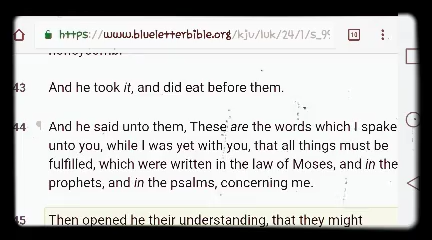 https://www.blueletterbible.org/kjv/luk/24/1/s_99
10
honeycomb.
43 And he took it, and did eat before them.
44 ¶ And he said unto them, These are the words which I spake
unto you, while I was yet with you, that all things must be
fulfilled, which were written in the law of Moses, and in the
prophets, and in the psalms, concerning me.
45 Then opened he their understanding, that they might